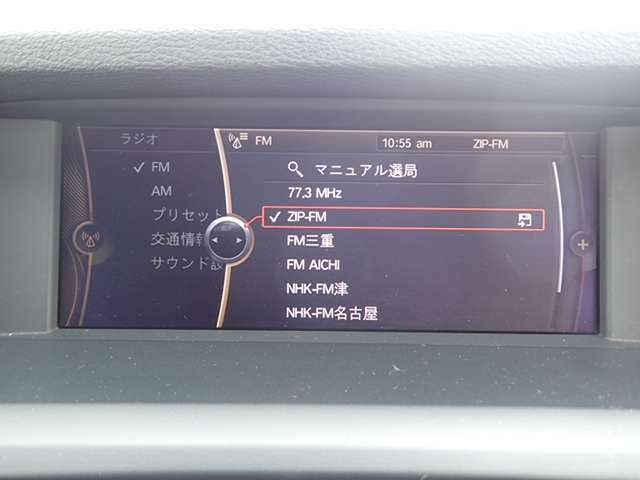 ラジオ
FM
AM
プリセット
交通情報
サウンド設
FM 10:55 am ZIP-FM
マニュアル選局
77.3 MHz
ZIP-FM
FM三重
FM AICHI
NHK-FM津
NHK-FM名古屋